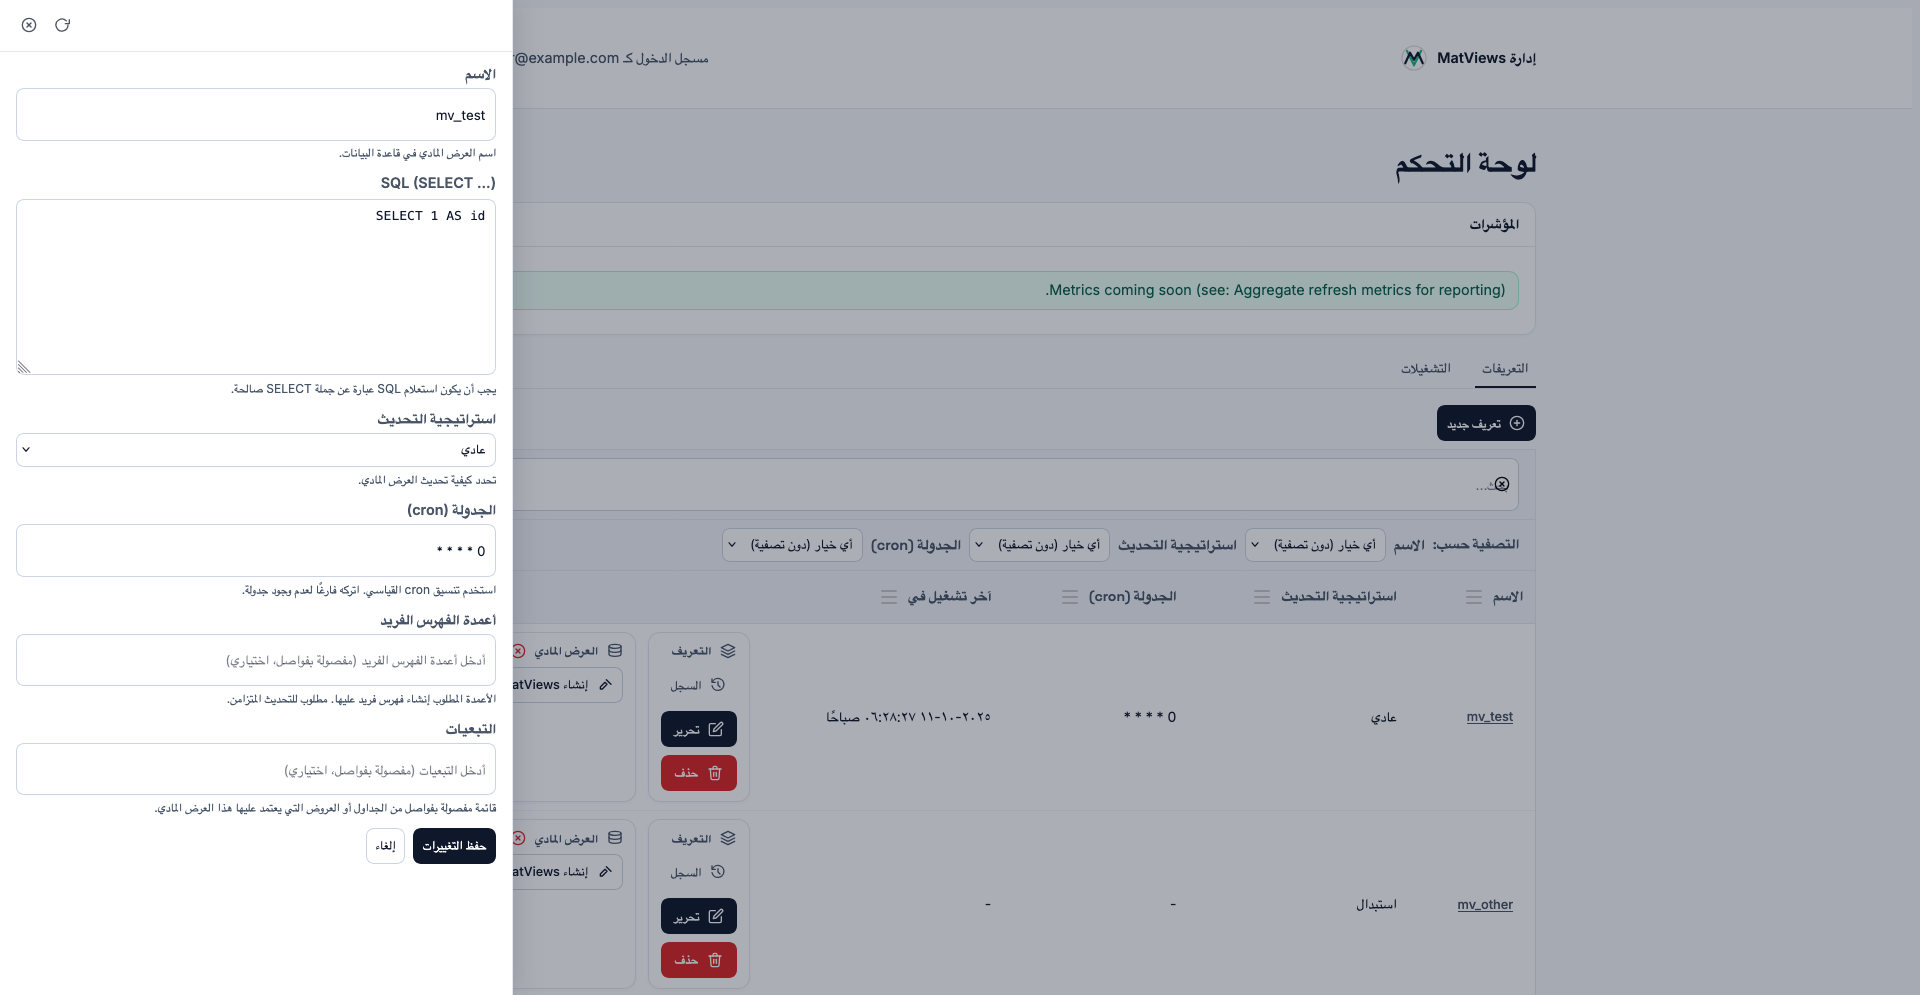 الاسم
mv_test
اسم العرض المادي في قاعدة البيانات.
SQL (SELECT ...)
SELECT 1 AS id
يجب أن يكون استعلام SQL عبارة عن جملة SELECT صالحة.
استراتيجية التحديث
عادي
تحدد كيفية تحديث العرض المادي.
الجدولة (cron)
0 * * * *
استخدم تنسيق cron القياسي. اتركه فارغًا لعدم وجود جدولة.
أعمدة الفهرس الفريد
أدخل أعمدة الفهرس الفريد (مفصولة بفواصل، اختياري)
الأعمدة المطلوب إنشاء فهرس فريد عليها. مطلوب للتحديث المتزامن.
التبعيات
أدخل التبعيات (مفصولة بفواصل، اختياري)
قائمة مفصولة بفواصل من الجداول أو العروض التي يعتمد عليها هذا العرض المادي.
حفظ التغييرات
إلغاء
إدارة MatViews
مسجل الدخول كـ r@example.com
لوحة التحكم
المؤشرات
Metrics coming soon (see: Aggregate refresh metrics for reporting).
التعريفات
التشغيلات
تعريف جديد
التصفية حسب: الاسم أي خيار (دون تصفية) استراتيجية التحديث أي خيار (دون تصفية) الجدولة (cron) أي خيار (دون تصفية)
الاسم استراتيجية التحديث الجدولة (cron) آخر تشغيل في
mv_test عادي 0 * * * * ٢٠٢٥-١٠-١١ ٠٦:٢٨:٢٧ صباحًا
التعريف
السجل
تحرير
حذف
العرض المادي
إنشاء atViews
mv_other استبدال - -
التعريف
السجل
تحرير
حذف
العرض المادي
إنشاء atViews